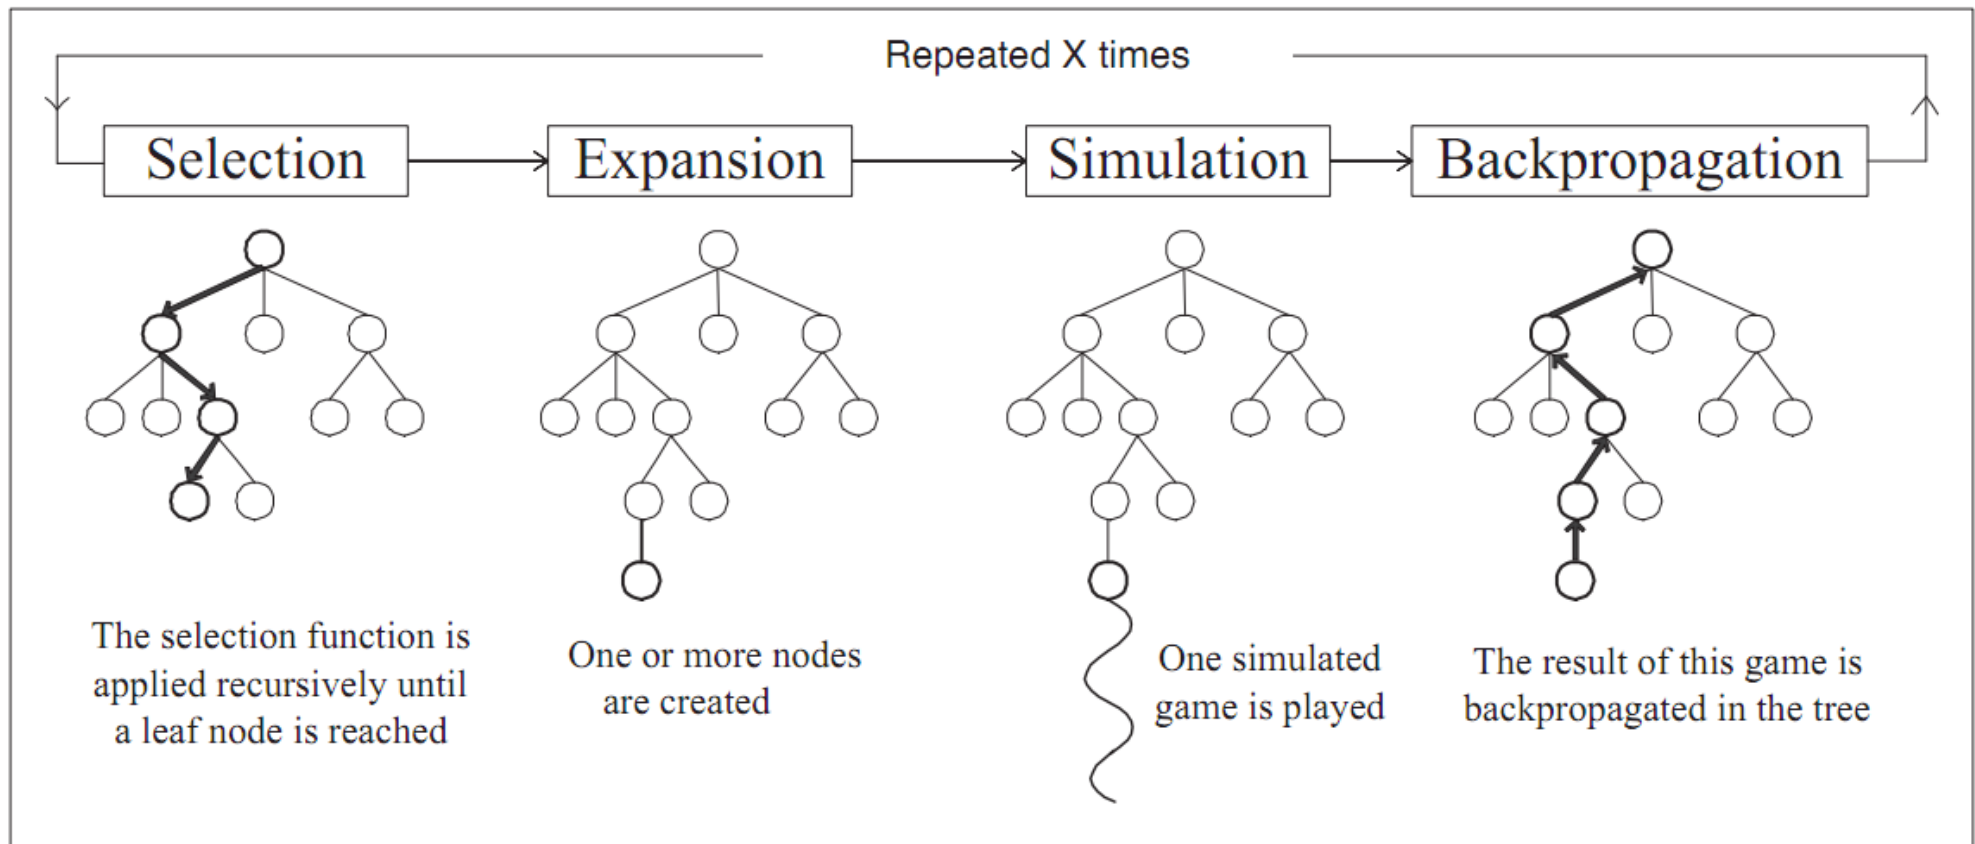 Repeated X times
Selection
Expansion
Simulation
Backpropagation
The selection function is
applied recursively until
a leaf node is reached
One or more nodes
are created
One simulated
game is played
The result of this game is
backpropagated in the tree